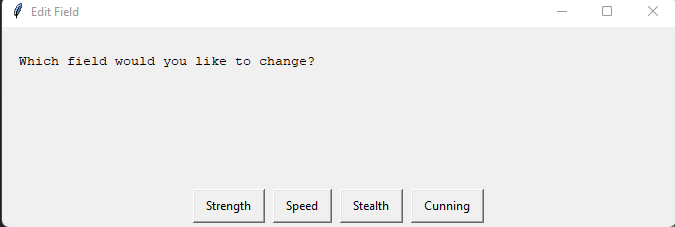 Edit Field
Which field would you like to change?
Strength Speed Stealth Cunning